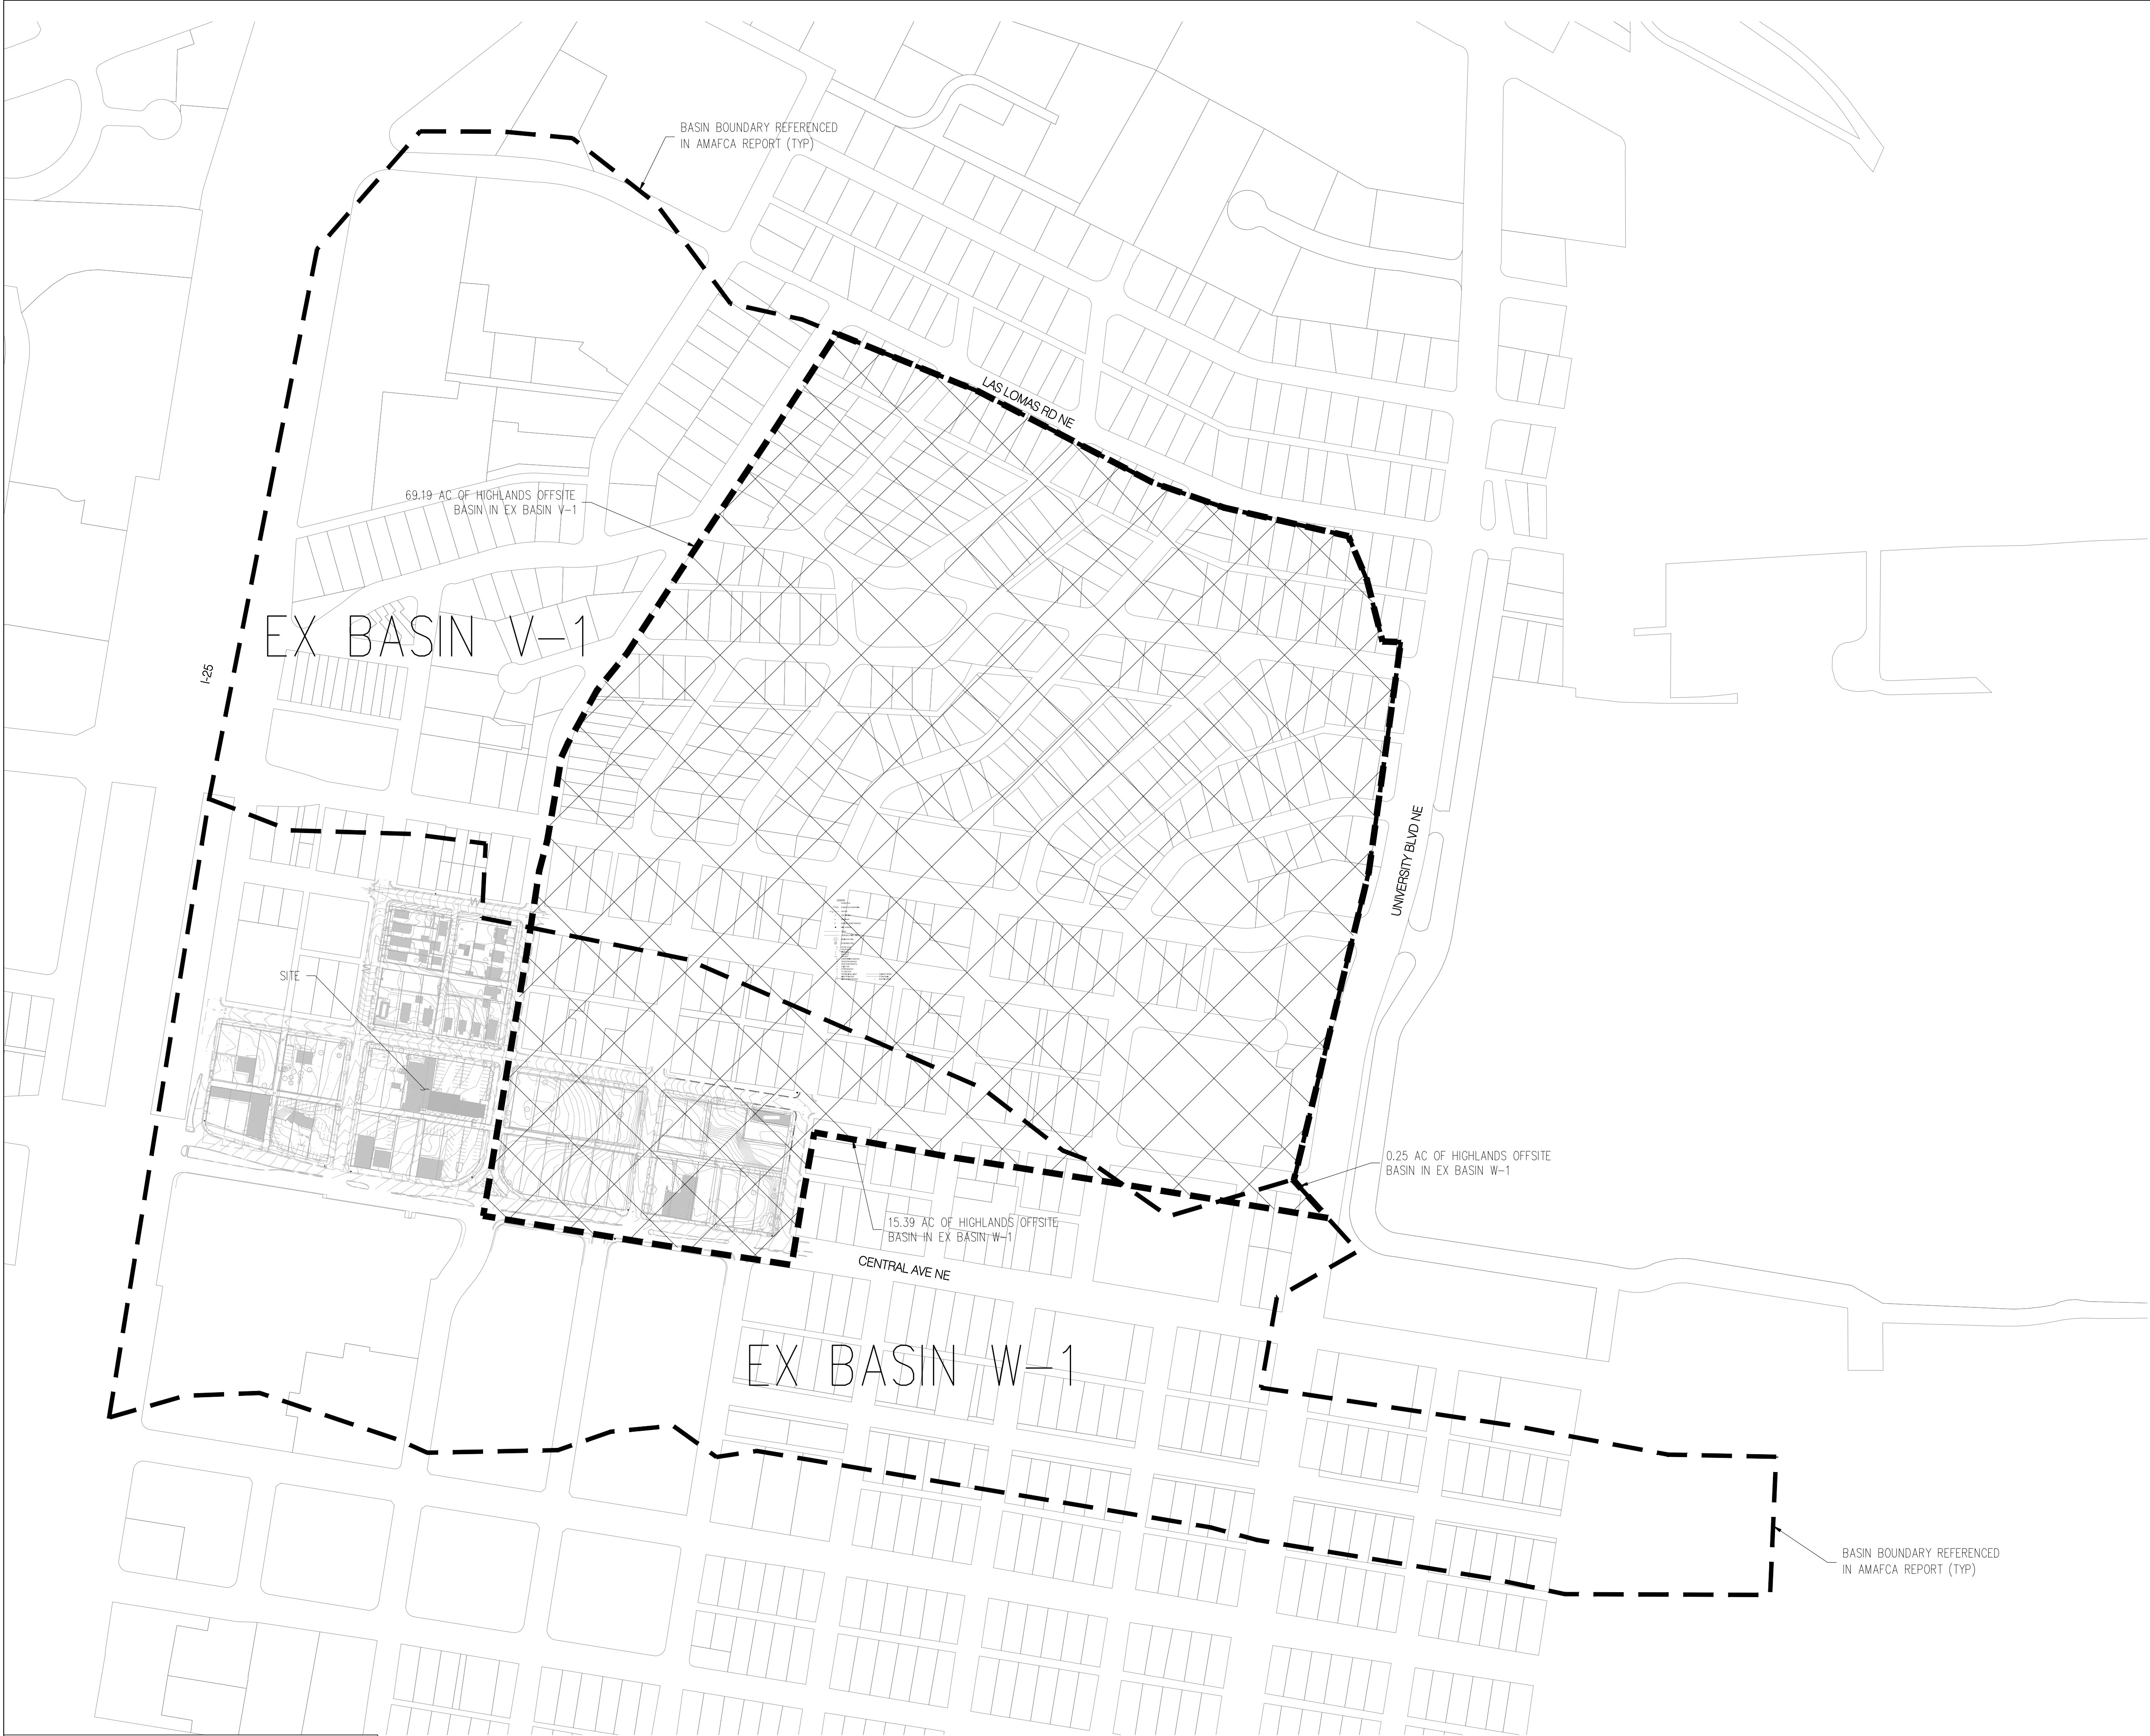 BASIN BOUNDARY REFERENCED
IN AMAFCA REPORT (TYP)
LAS LOMAS RD NE
69.19 AC OF HIGHLANDS OFFSITE
BASIN IN EX BASIN V-1
EX BASIN V-1
I-25
UNIVERSITY BLVD NE
SITE
0.25 AC OF HIGHLANDS OFFSITE
BASIN IN EX BASIN W-1
15.39 AC OF HIGHLANDS OFFSITE
BASIN IN EX BASIN W-1
CENTRAL AVE NE
EX BASIN W-1
BASIN BOUNDARY REFERENCED
IN AMAFCA REPORT (TYP)